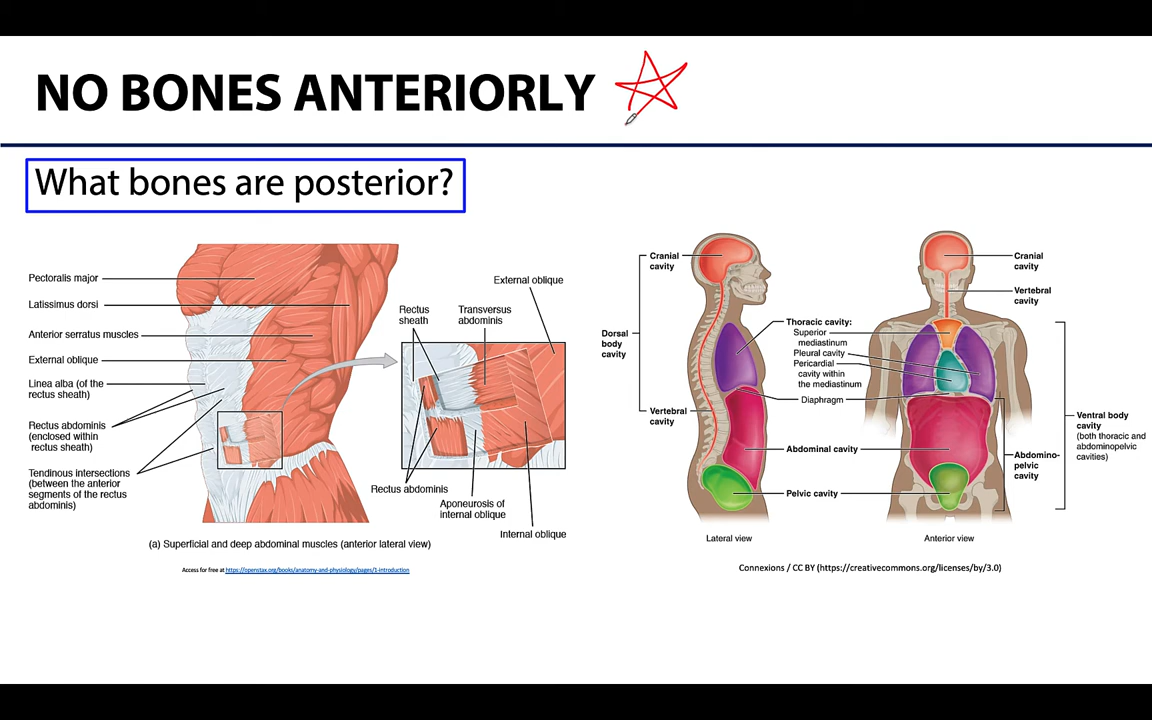 NO BONES ANTERIORLY
What bones are posterior?
Pectoralis major
Latissimus dorsi
Anterior serratus muscles
External oblique
Linea alba (of the
rectus sheath)
Rectus abdominis
(enclosed within
rectus sheath)
Tendinous intersections
(between the anterior
segments of the rectus
abdominis)
External oblique
Rectus
sheath
Transversus
abdominis
Rectus abdominis
Aponeurosis of
internal oblique
Internal oblique
(a) Superficial and deep abdominal muscles (anterior lateral view)
Access for free at https://openstax.org/books/anatomy-and-physiology/pages/1-introduction
Cranial
cavity
Dorsal
body
cavity
Vertebral
cavity
Thoracic cavity:
Superior
mediastinum
Pleural cavity
Pericardial
cavity within
the mediastinum
Diaphragm
Abdominal cavity
Pelvic cavity
Cranial
cavity
Vertebral
cavity
Ventral body
cavity
(both thoracic and
abdominopelvic
cavities)
Abdomino-
pelvic
cavity
Lateral view
Anterior view
Connexions / CC BY (https://creativecommons.org/licenses/by/3.0)